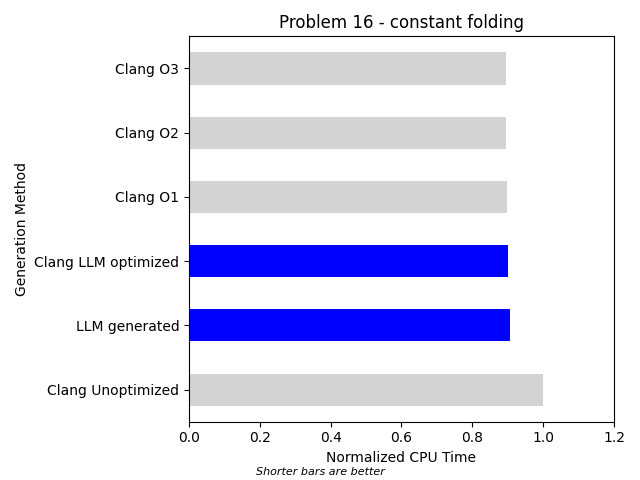 Problem 16 - constant folding
Clang O3
Clang O2
Clang O1
Clang LLM optimized
LLM generated
Clang Unoptimized
Generation Method
0.0 0.2 0.4 0.6 0.8 1.0 1.2
Normalized CPU Time
Shorter bars are better